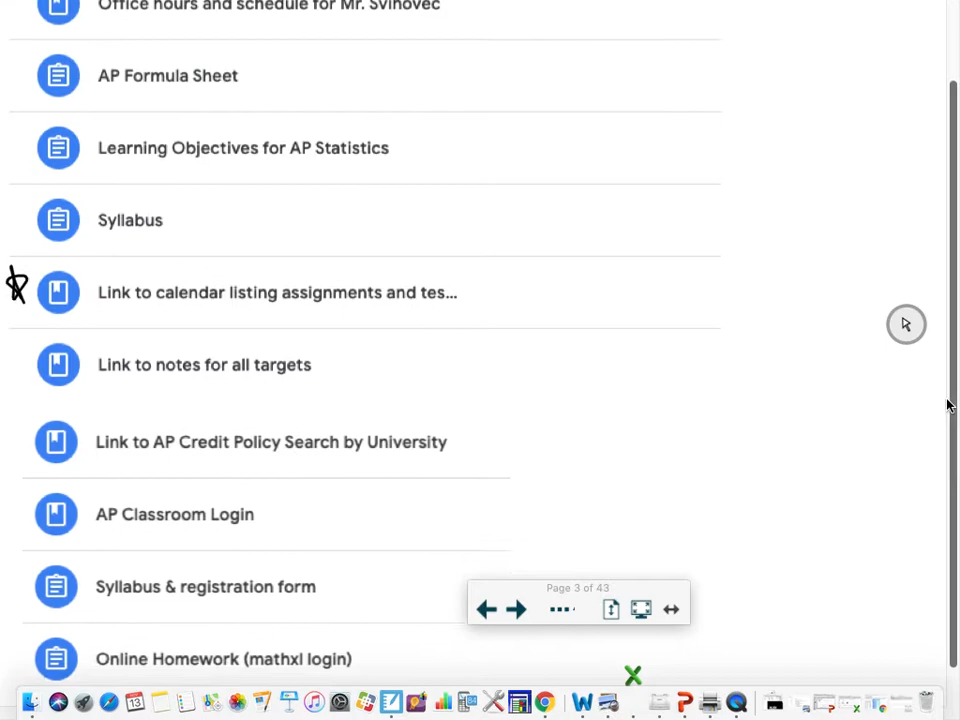 Office hours and schedule for Mr. Svihovec
AP Formula Sheet
Learning Objectives for AP Statistics
Syllabus
Link to calendar listing assignments and tes...
Link to notes for all targets
Link to AP Credit Policy Search by University
AP Classroom Login
Syllabus & registration form
Page 3 of 43
Online Homework (mathxl login)